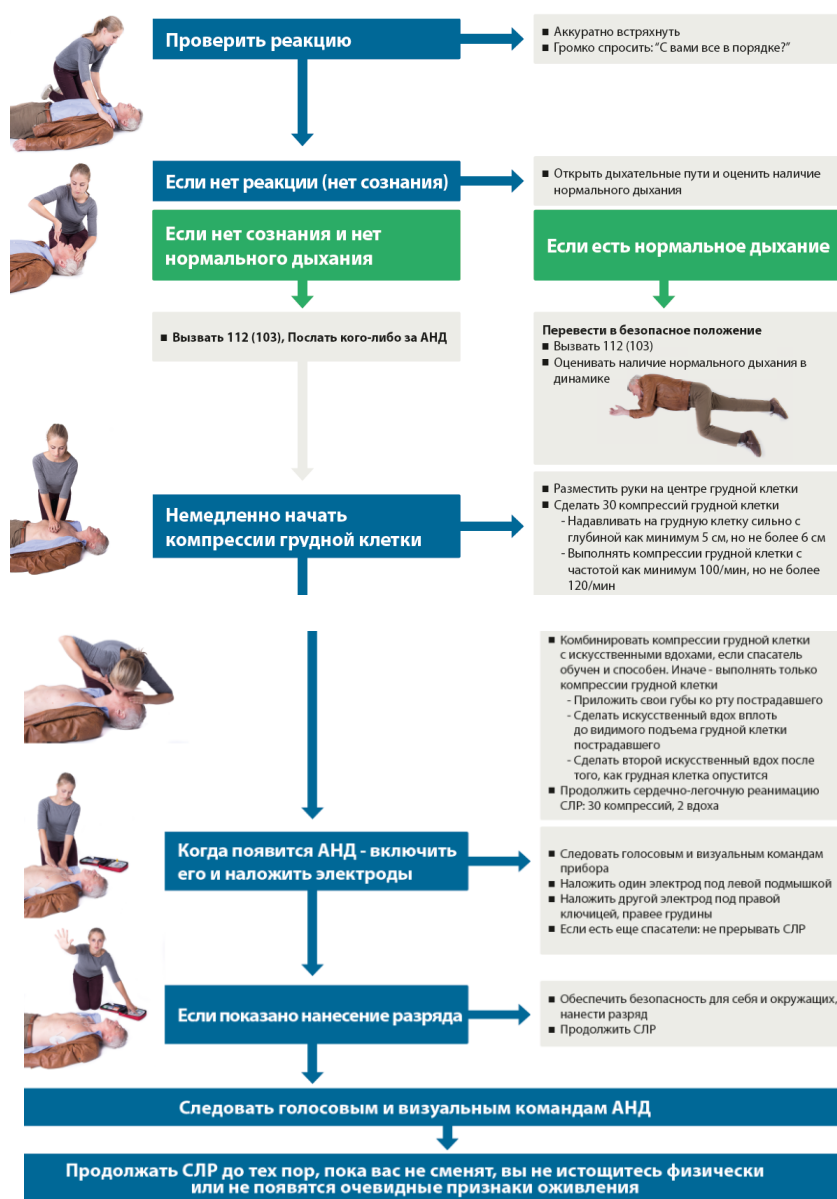 Проверить реакцию
■ Аккуратно встряхнуть
■ Громко спросить: “С вами все в порядке?”
Если нет реакции (нет сознания)
■ Открыть дыхательные пути и оценить наличие
нормального дыхания
Если нет сознания и нет
нормального дыхания
Если есть нормальное дыхание
■ Вызвать 112 (103), Послать кого-либо за АНД
Перевести в безопасное положение
■ Вызвать 112 (103)
■ Оценивать наличие нормального дыхания в
динамике
Немедленно начать
компрессии грудной клетки
■ Разместить руки на центре грудной клетки
■ Сделать 30 компрессий грудной клетки
- Надавливать на грудную клетку сильно с
глубиной как минимум 5 см, но не более 6 см
- Выполнять компрессии грудной клетки с
частотой как минимум 100/мин, но не более
120/мин
■ Комбинировать компрессии грудной клетки
с искусственными вдохами, если спасатель
обучен и способен. Иначе - выполнять только
компрессии грудной клетки
- Приложить свои губы ко рту пострадавшего
- Сделать искусственный вдох вплоть
до видимого подъема грудной клетки
пострадавшего
- Сделать второй искусственный вдох после
того, как грудная клетка опустится
■ Продолжить сердечно-легочную реанимацию
СЛР: 30 компрессий, 2 вдоха
Когда появится АНД - включить
его и наложить электроды
■ Следовать голосовым и визуальным командам
прибора
■ Наложить один электрод под левой подмышкой
■ Наложить другой электрод под правой
ключицей, правее грудины
■ Если есть еще спасатели: не прерывать СЛР
Если показано нанесение разряда
■ Обеспечить безопасность для себя и окружащих,
нанести разряд
■ Продолжить СЛР
Следовать голосовым и визуальным командам АНД
Продолжать СЛР до тех пор, пока вас не сменят, вы не истощитесь физически
или не появятся очевидные признаки оживления